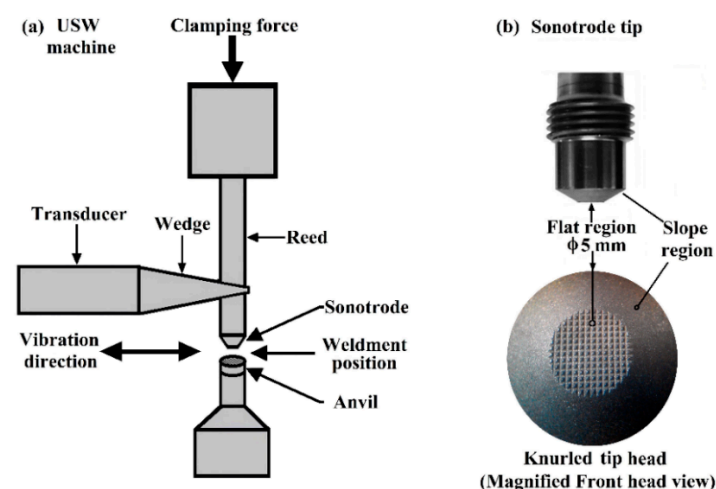 (a) USW
machine
Clamping force
Transducer
Wedge
Reed
Sonotrode
Vibration
direction
Weldment
position
Anvil
(b) Sonotrode tip
Flat region
ϕ5 mm
Slope
region
Knurled tip head
(Magnified Front head view)